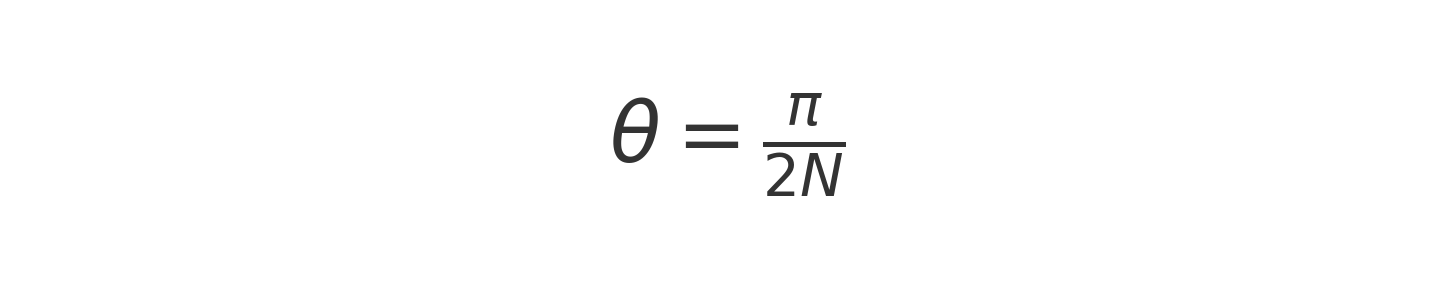 θ = π/2N